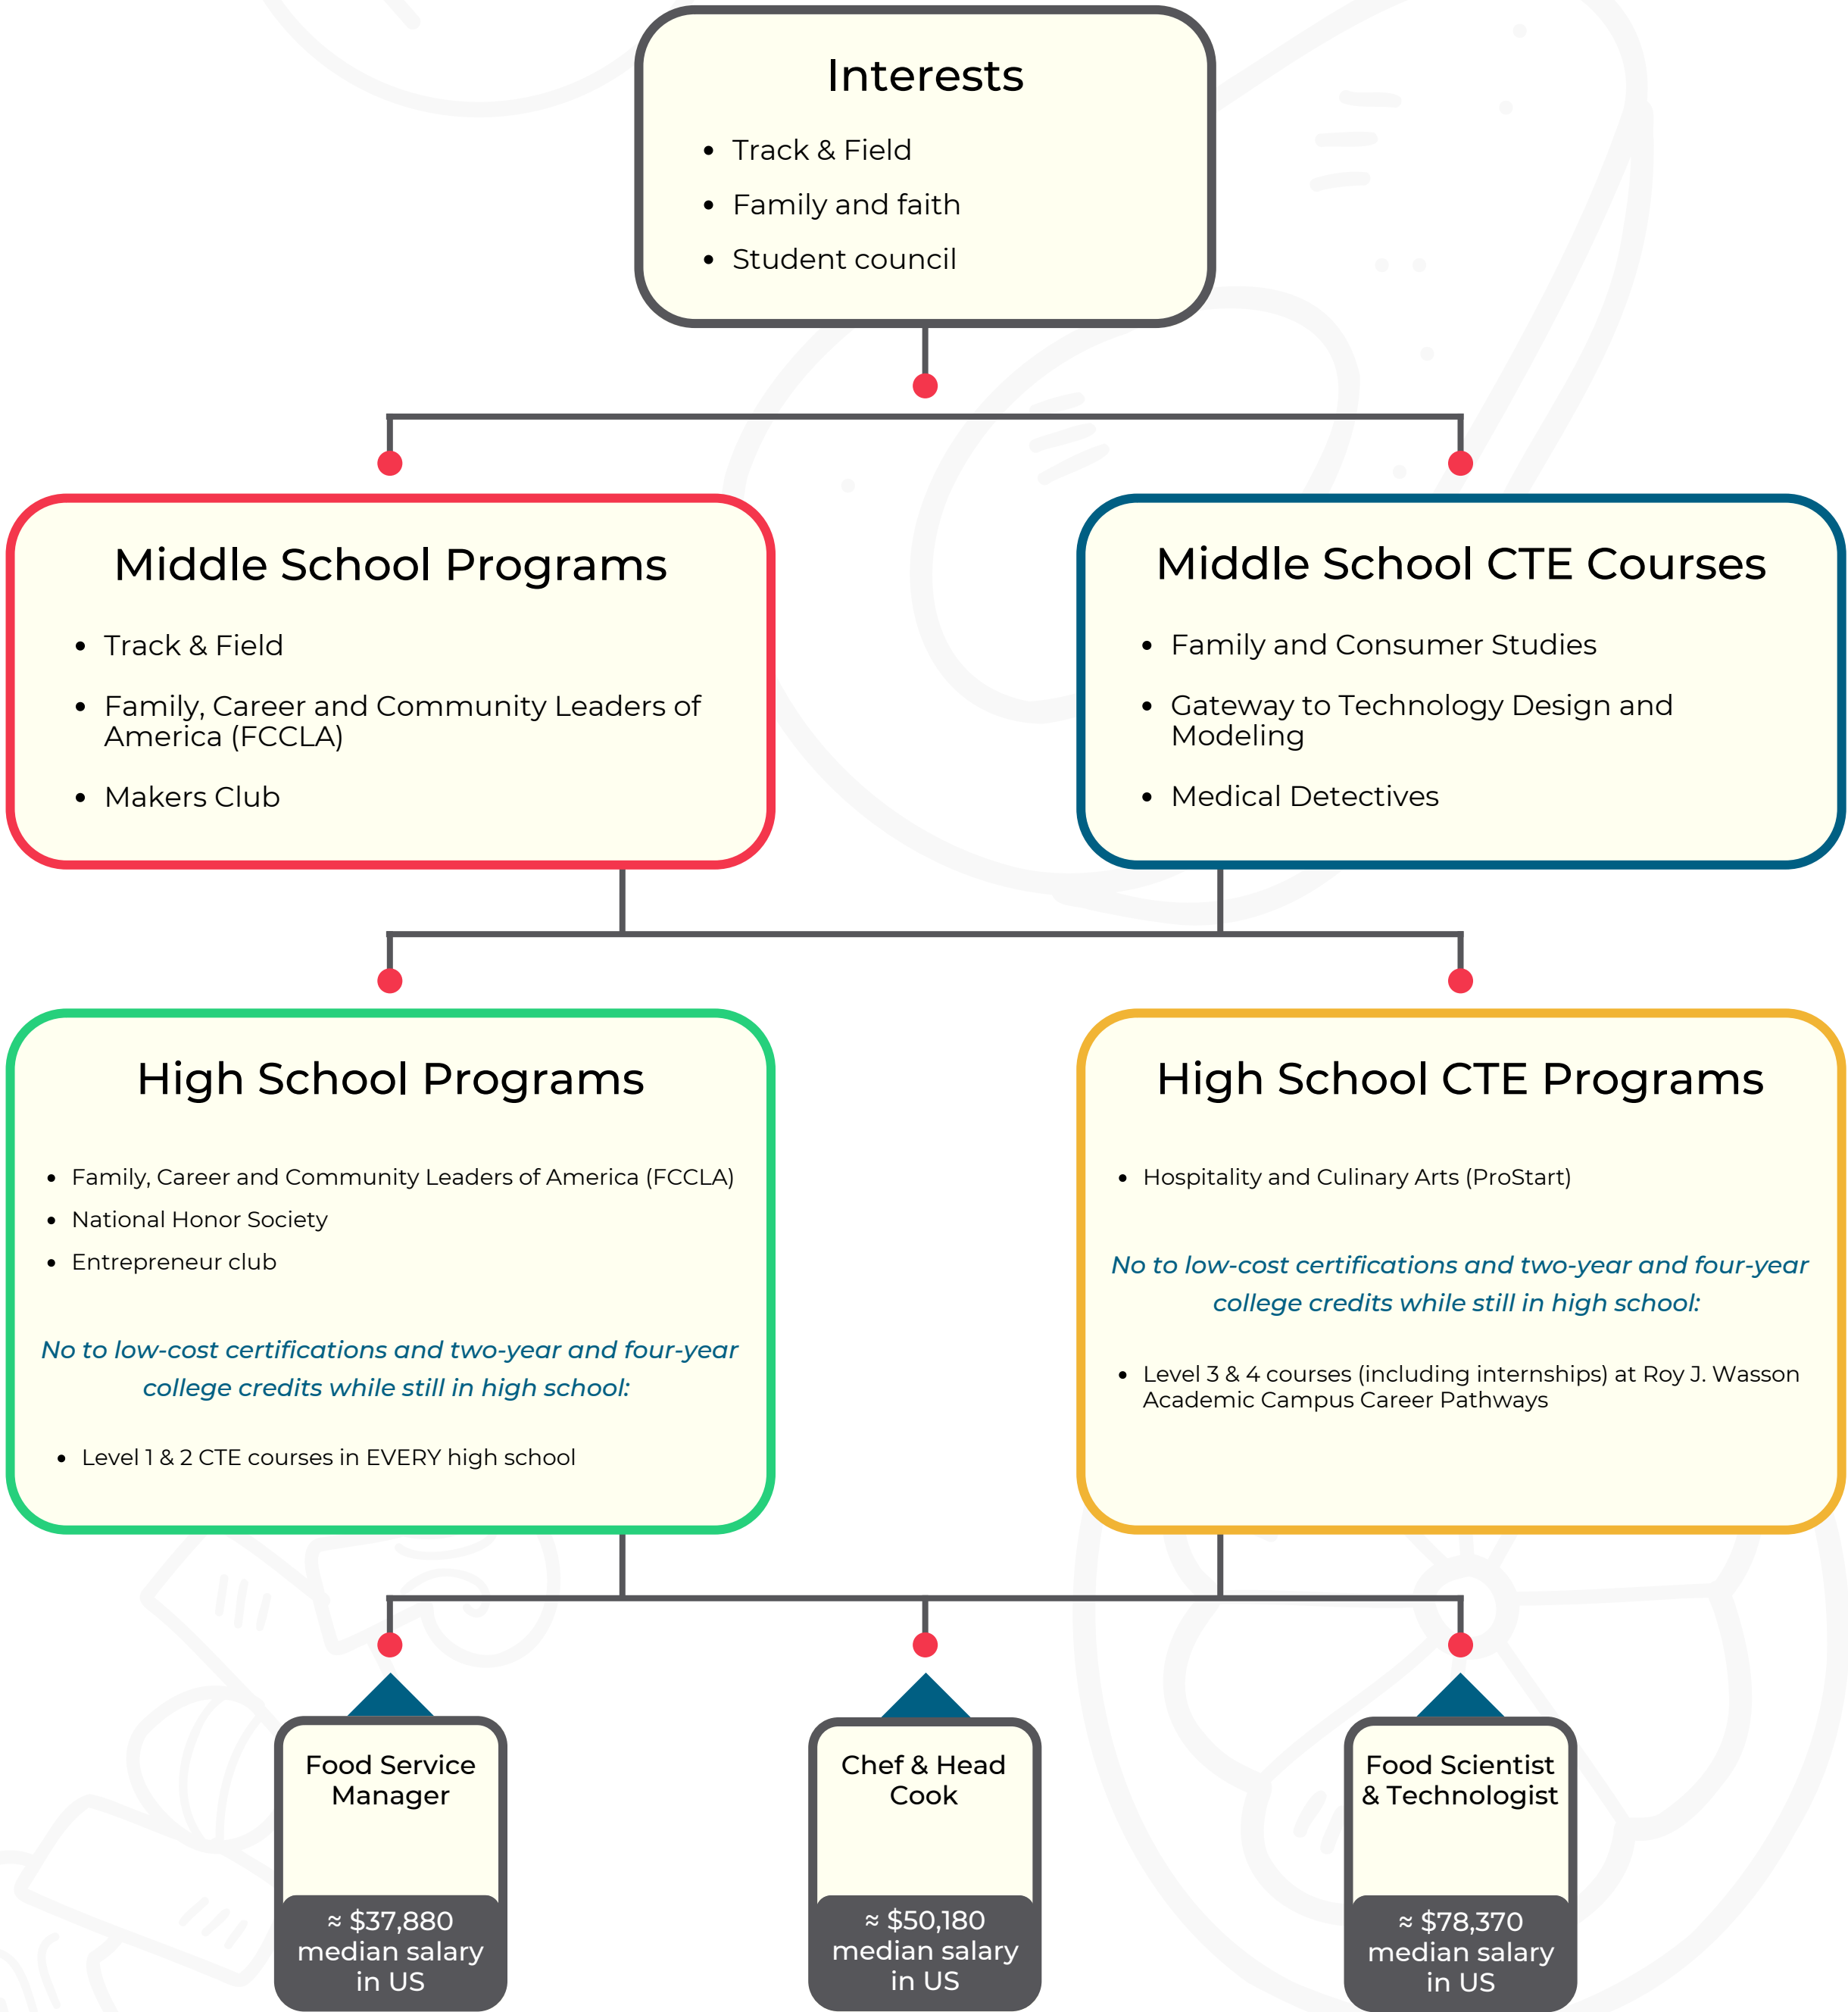 Interests
• Track & Field
• Family and faith
• Student council
Middle School Programs
• Track & Field
• Family, Career and Community Leaders of
America (FCCLA)
• Makers Club
Middle School CTE Courses
• Family and Consumer Studies
• Gateway to Technology Design and
Modeling
• Medical Detectives
High School Programs
• Family, Career and Community Leaders of America (FCCLA)
• National Honor Society
• Entrepreneur club
No to low-cost certifications and two-year and four-year
college credits while still in high school:
• Level 1 & 2 CTE courses in EVERY high school
High School CTE Programs
• Hospitality and Culinary Arts (ProStart)
No to low-cost certifications and two-year and four-year
college credits while still in high school:
• Level 3 & 4 courses (including internships) at Roy J. Wasson
Academic Campus Career Pathways
Food Service
Manager
≈ $37,880
median salary
in US
Chef & Head
Cook
≈ $50,180
median salary
in US
Food Scientist
& Technologist
≈ $78,370
median salary
in US